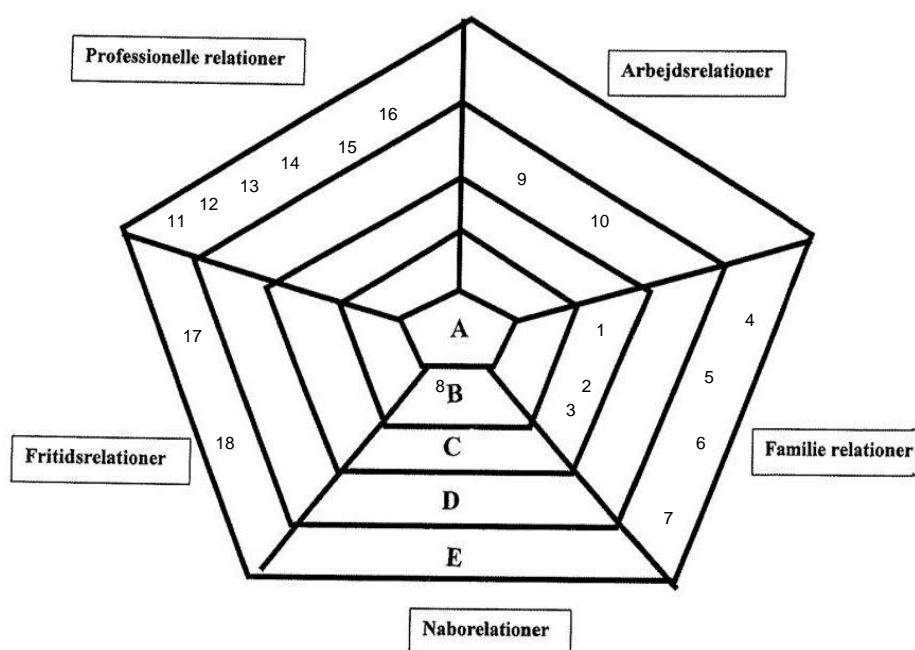 Professionelle relationer
Arbejdsrelationer
16
15
14
13
12
11
9
10
A
1
4
17
2
5
8
B
3
18
C
6
Fritidsrelationer
Familie relationer
D
7
E
Naborelationer